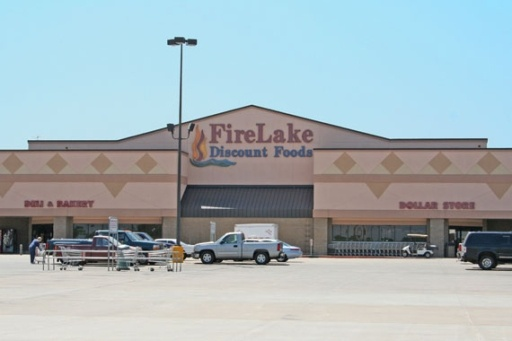 FireLake
Discount Foods
DELI & BAKERY
DOLLAR STORE